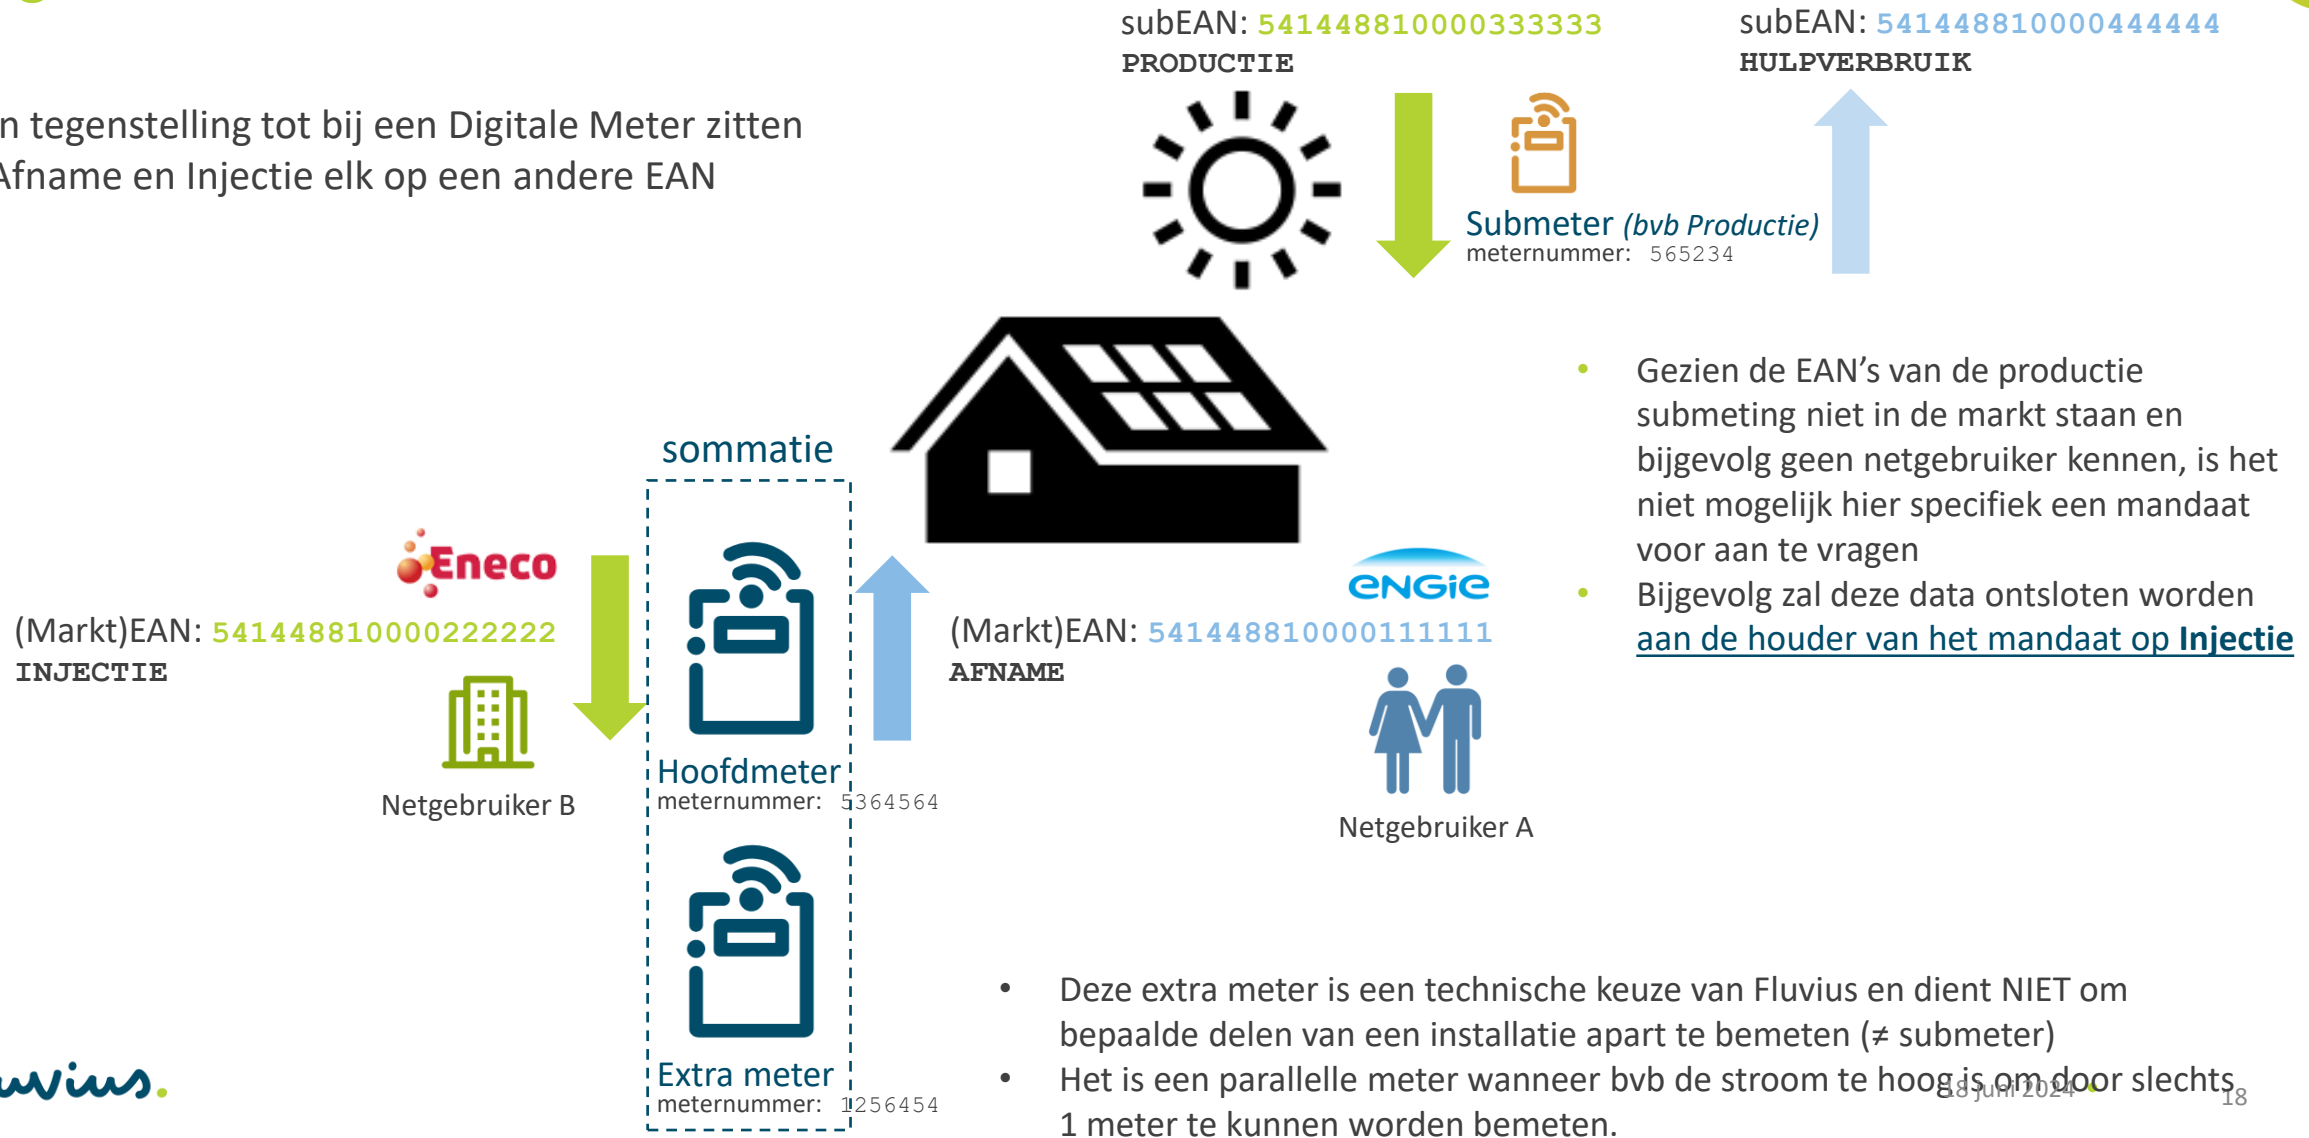 subEAN: 541448810000333333
PRODUCTIE
subEAN: 541448810000444444
HULPVERBRUIK
n tegenstelling tot bij een Digitale Meter zitten
Afname en Injectie elk op een andere EAN
Submeter (bvb Productie)
meternummer: 565234
• Gezien de EAN's van de productie
submeting niet in de markt staan en
bijgevolg geen netgebruiker kennen, is het
niet mogelijk hier specifiek een mandaat
voor aan te vragen
• Bijgevolg zal deze data ontsloten worden
aan de houder van het mandaat op Injectie
sommatie
Eneco
(Markt)EAN: 541448810000222222
INJECTIE
Netgebruiker B
Hoofdmeter
meternummer: 5364564
ENGIE
(Markt)EAN: 541448810000111111
AFNAME
Netgebruiker A
Extra meter
meternummer: 1256454
• Deze extra meter is een technische keuze van Fluvius en dient NIET om
bepaalde delen van een installatie apart te bemeten (≠ submeter)
• Het is een parallelle meter wanneer bvb de stroom te hoog is om door slechts
1 meter te kunnen worden bemeten.
uvius.
18 juni 2024
18